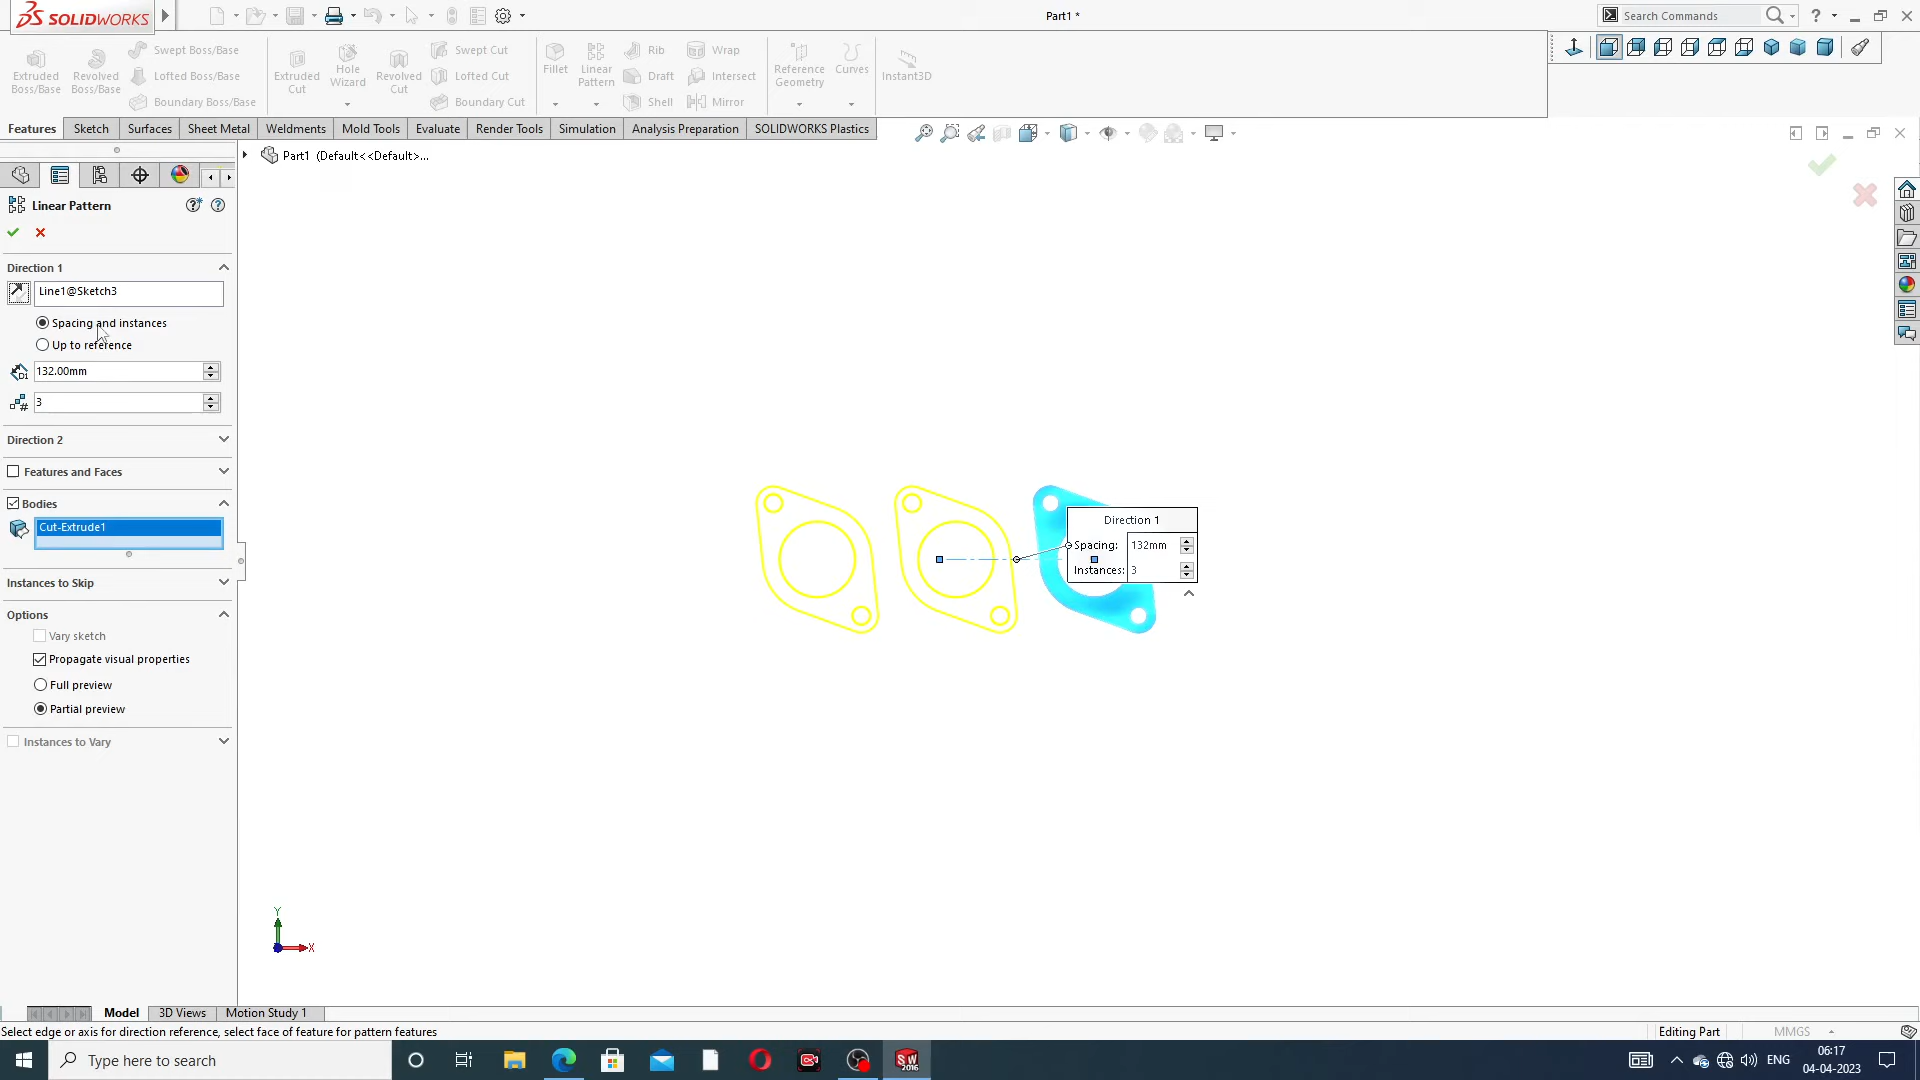 SOLIDWORKS
Part1 *
Search Commands
?
Extruded Boss/Base
Revolved Boss/Base
Swept Boss/Base
Lofted Boss/Base
Boundary Boss/Base
Extruded Cut
Hole Wizard
Revolved Cut
Swept Cut
Lofted Cut
Boundary Cut
Fillet
Linear Pattern
Rib
Draft
Shell
Wrap
Intersect
Mirror
Reference Geometry
Curves
Instant3D
Features
Sketch
Surfaces
Sheet Metal
Weldments
Mold Tools
Evaluate
Render Tools
Simulation
Analysis Preparation
SOLIDWORKS Plastics
Part1 (Default<<Default>...
Linear Pattern
Direction 1
Line1@Sketch3
Spacing and instances
Up to reference
D1
132.00mm
#
3
Direction 2
Features and Faces
Bodies
Cut-Extrude1
Instances to Skip
Options
Vary sketch
Propagate visual properties
Full preview
Partial preview
Instances to Vary
Direction 1
Spacing: 132mm
Instances: 3
Y
X
Model
3D Views
Motion Study 1
Select edge or axis for direction reference, select face of feature for pattern features
Editing Part
MMGS
Type here to search
SW
2016
ENG
06:17
04-04-2023